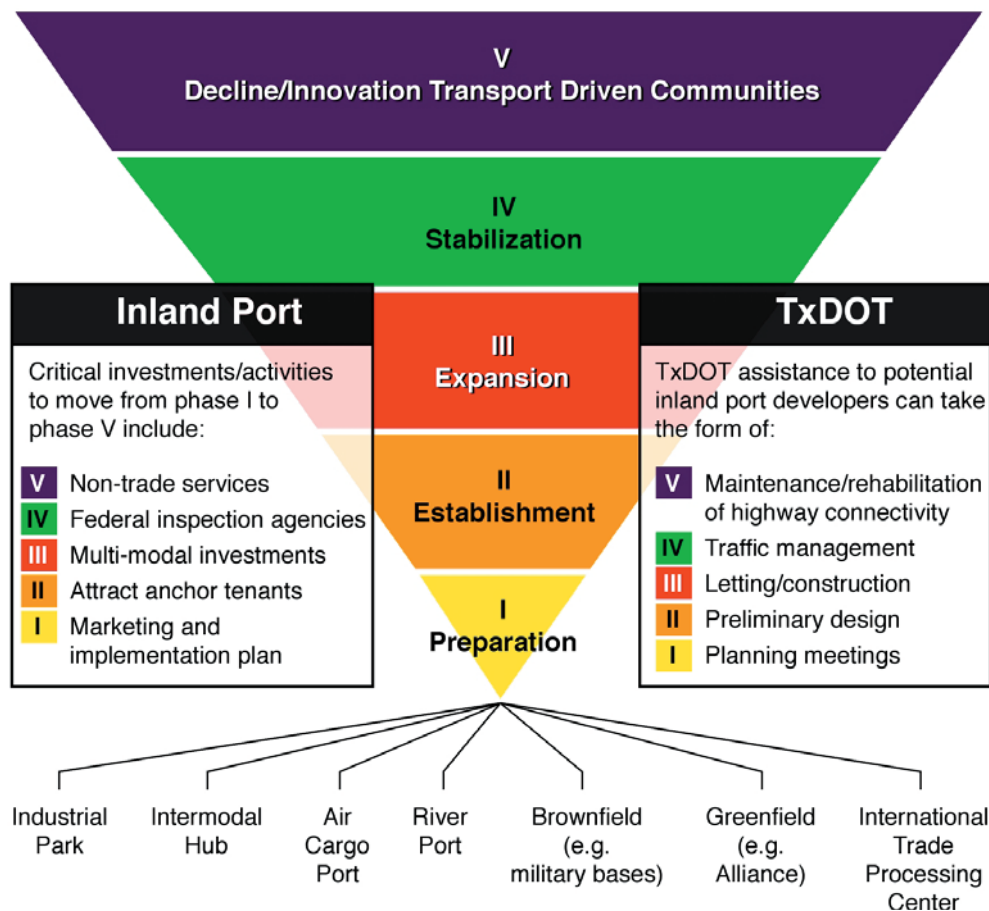 V
Decline/Innovation Transport Driven Communities
IV
Stabilization
III
Expansion
II
Establishment
I
Preparation
Inland Port
Critical investments/activities
to move from phase I to
phase V include:
V Non-trade services
IV Federal inspection agencies
III Multi-modal investments
II Attract anchor tenants
I Marketing and
implementation plan
TxDOT
TxDOT assistance to potential
inland port developers can take
the form of:
V Maintenance/rehabilitation
of highway connectivity
IV Traffic management
III Letting/construction
II Preliminary design
I Planning meetings
Industrial
Park
Intermodal
Hub
Air
Cargo
Port
River
Port
Brownfield
(e.g.
military bases)
Greenfield
(e.g.
Alliance)
International
Trade
Processing
Center